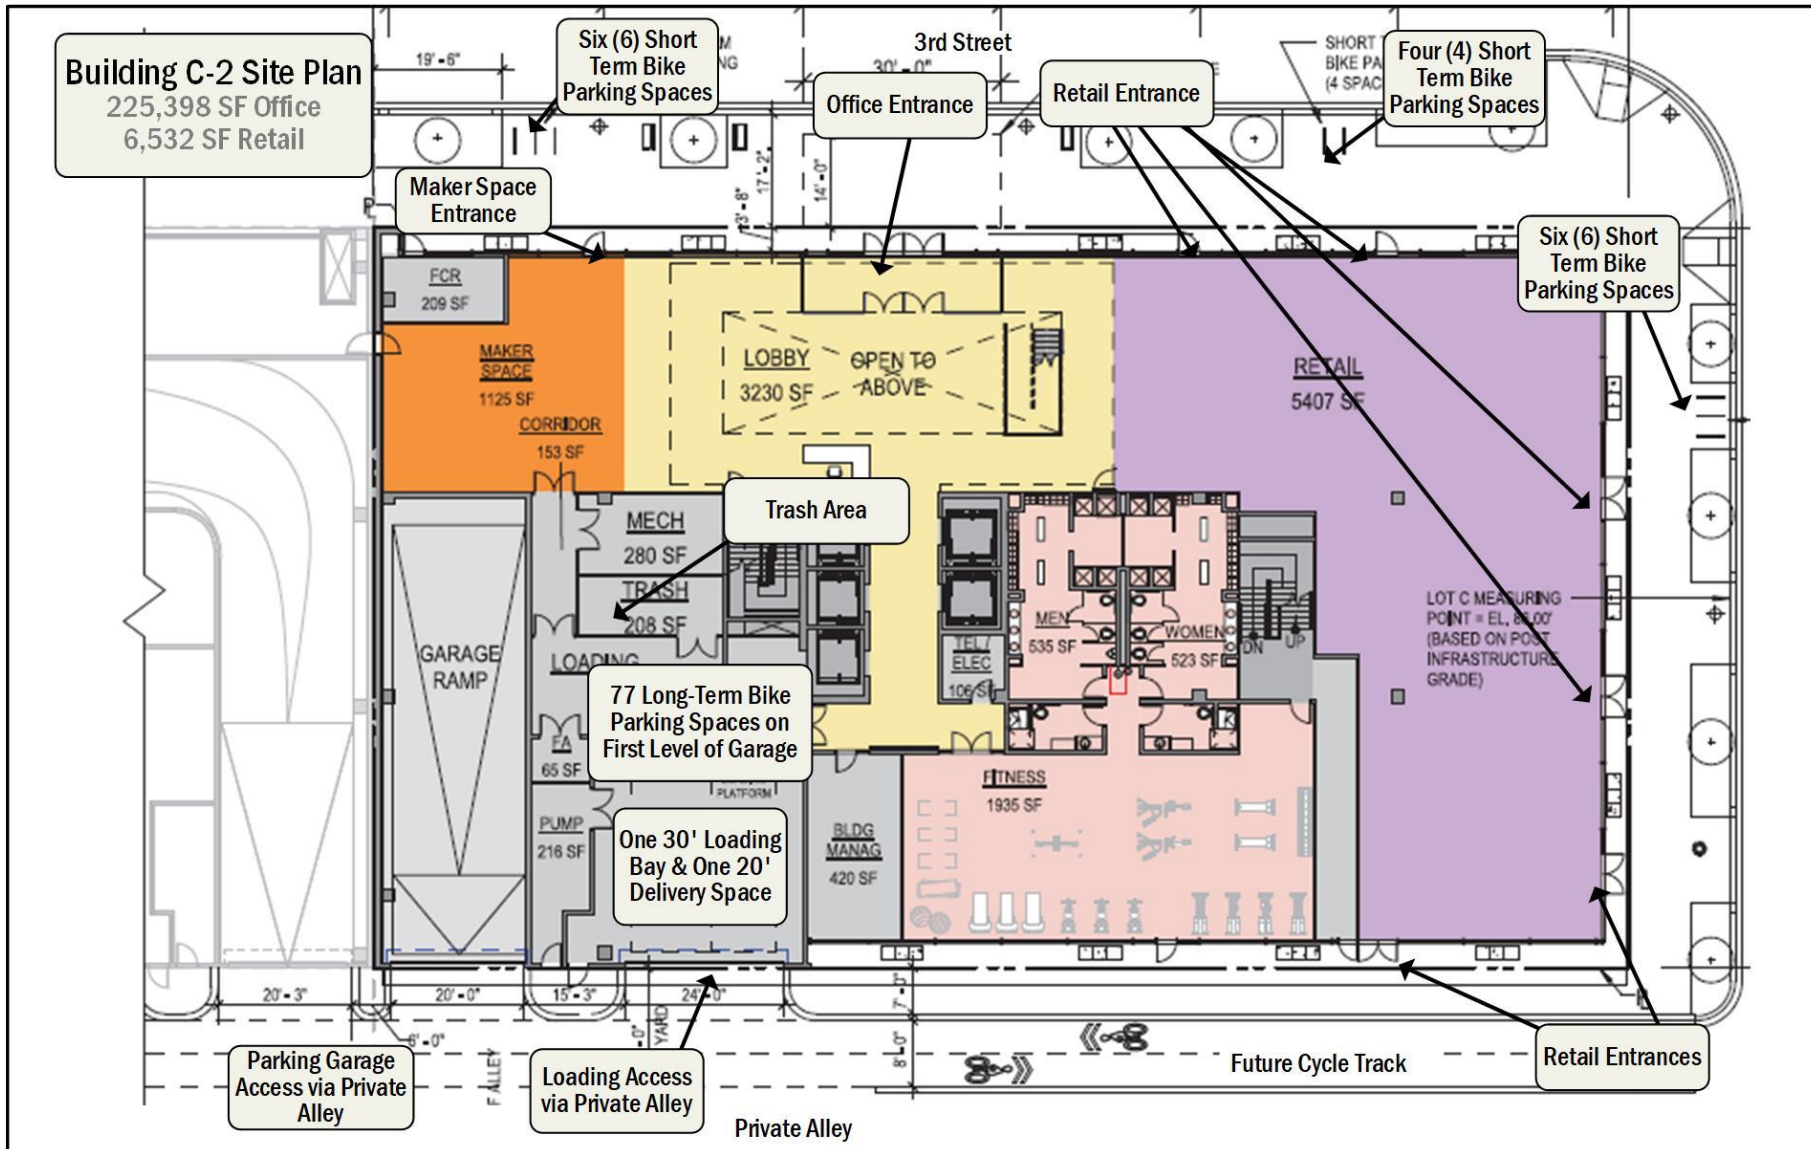 Building C-2 Site Plan
225,398 SF Office
6,532 SF Retail
19'-6"
Six (6) Short
Term Bike
Parking Spaces
M
NG
3rd Street
30'-0"
Office Entrance
Retail Entrance
SHORT
BIKE PA
(4 SPAC
Four (4) Short
Term Bike
Parking Spaces
Maker Space
Entrance
17'-2"
14'-0"
3'-8"
Six (6) Short
Term Bike
Parking Spaces
FCR
209 SF
MAKER
SPACE
1125 SF
CORRIDOR
153 SF
LOBBY
3230 SF
OPEN TO
ABOVE
RETAIL
5407 SF
Trash Area
MECH
280 SF
TRASH
208 SF
LOADING
GARAGE
RAMP
77 Long-Term Bike
Parking Spaces on
First Level of Garage
PLATFORM
FA
65 SF
PUMP
216 SF
One 30' Loading
Bay & One 20'
Delivery Space
TEL /
ELEC
106 SF
MEN
535 SF
WOMEN
523 SF
DN
UP
LOT C MEASURING
POINT = EL.
(BASED ON POST
INFRASTRUCTURE
GRADE)
FITNESS
1935 SF
BLDG
MANAG
420 SF
20'-3"
20'-0"
15'-3"
24'-0"
7'-0"
8'-0"
6'-0"
-0"
YARD
F ALLEY
Parking Garage
Access via Private
Alley
Loading Access
via Private Alley
Private Alley
Future Cycle Track
Retail Entrances